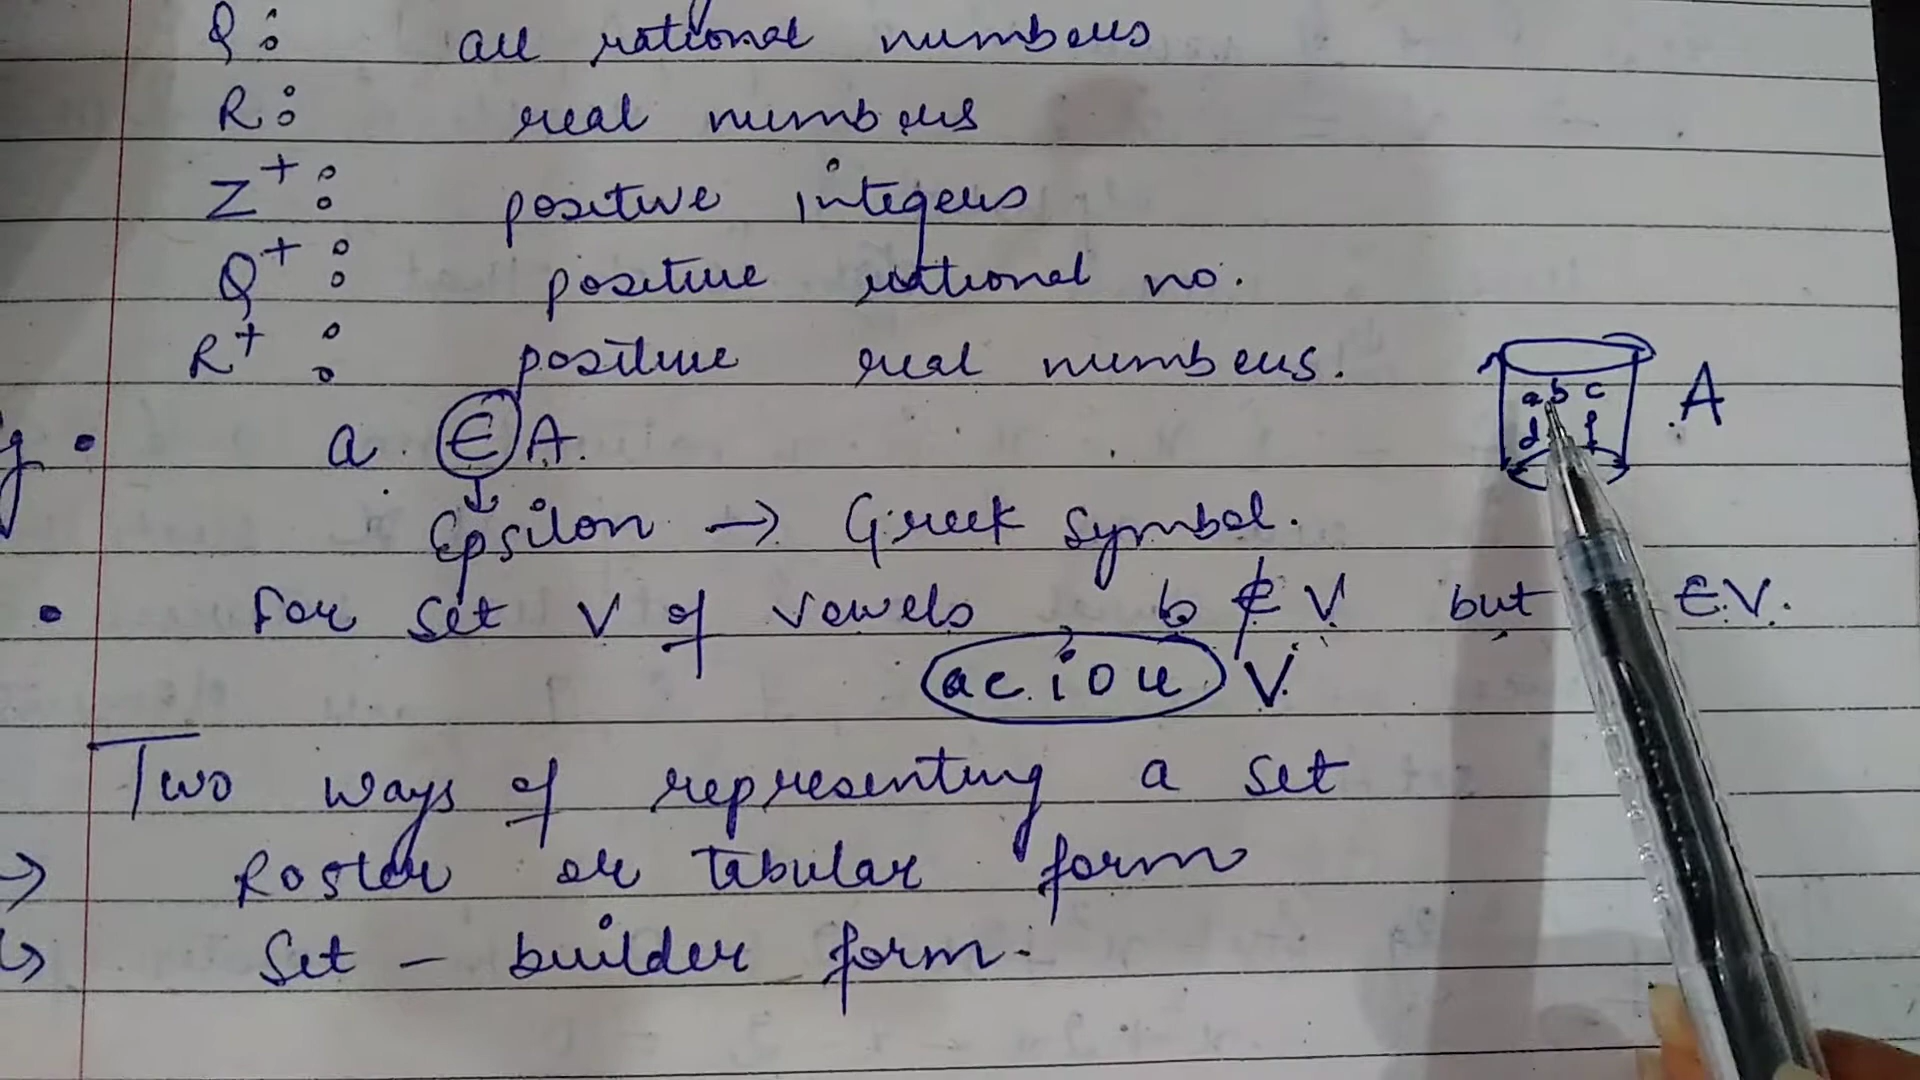 Q : all rational numbers
R : real numbers
Z+ : positive integers
Q+ : positive rational no.
R+ : positive real numbers.
a b c
d f
A
a ∈ A.
Epsilon → Greek symbol.
• For set V of vowels, b ∉ V but ∈ V.
a e i o u V.
Two ways of representing a set
→ Roster or tabular form
↳ Set - builder form.